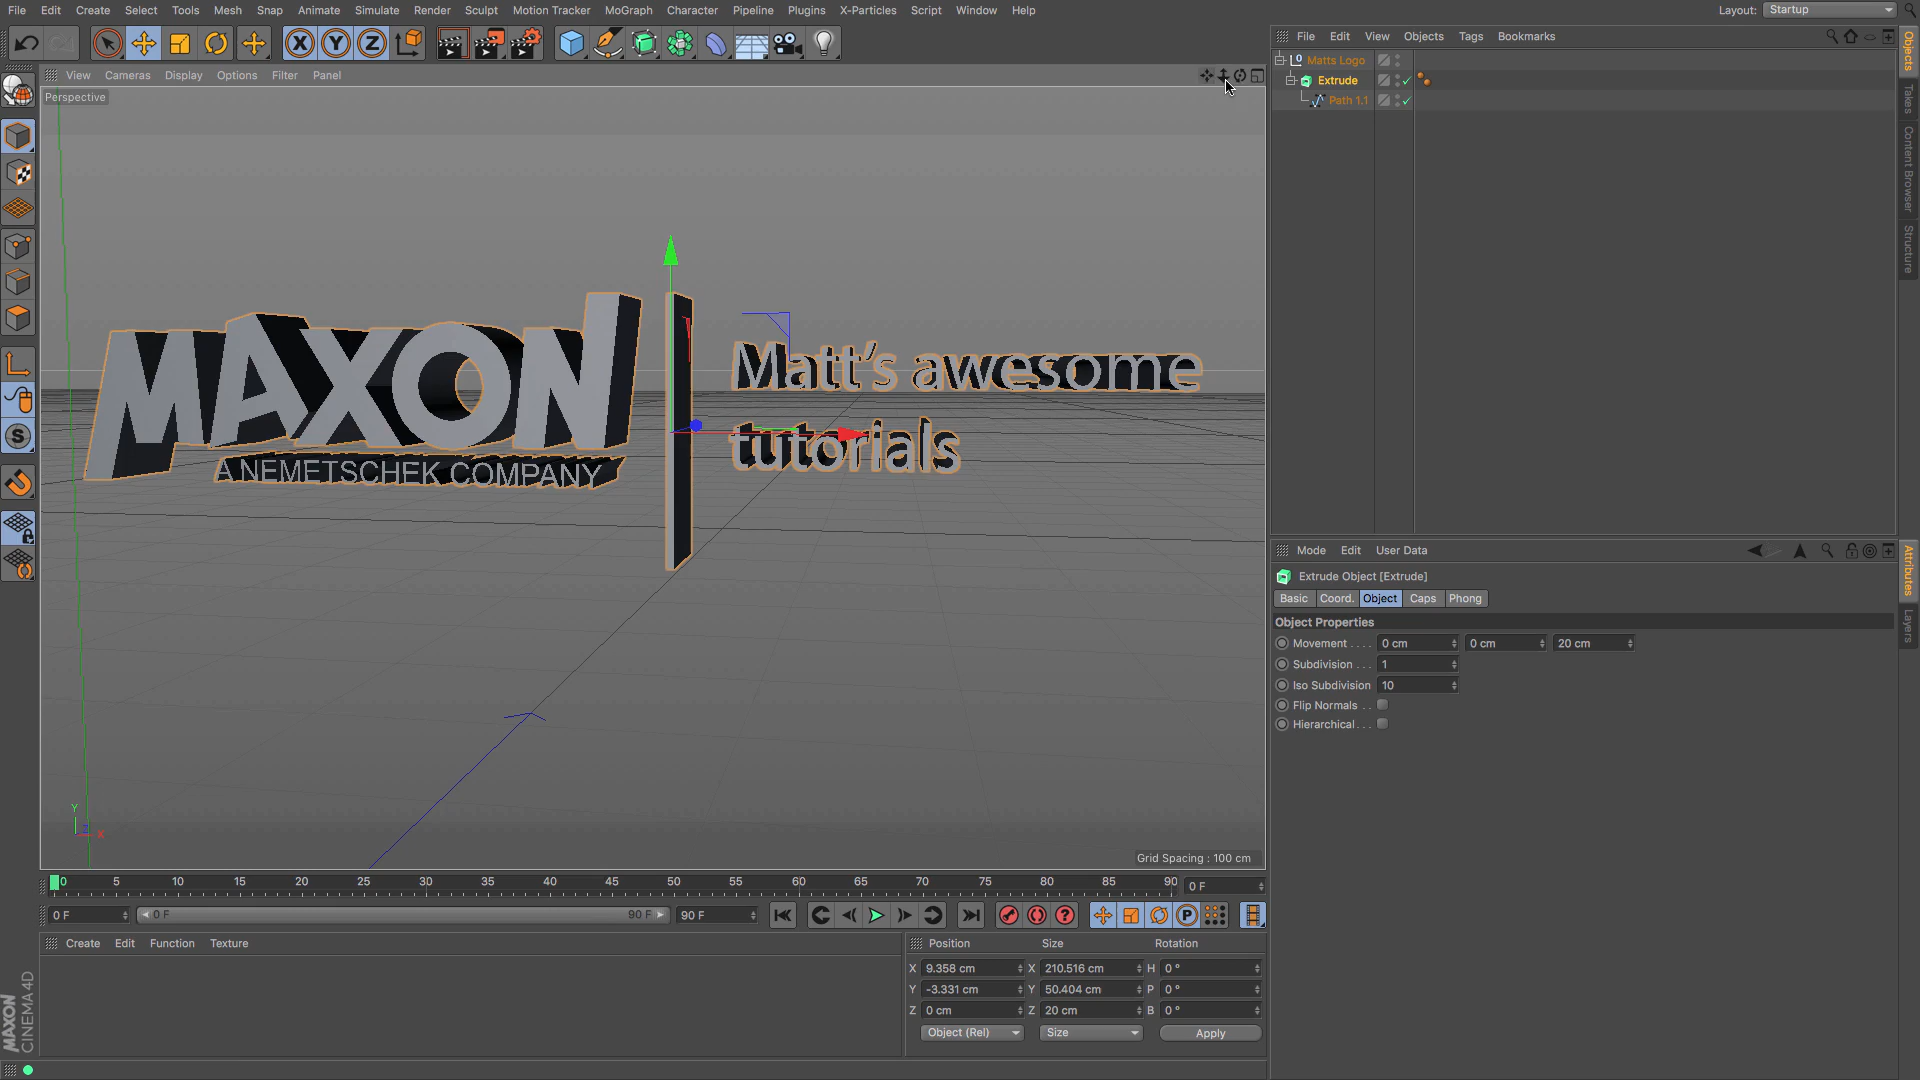 File Edit Create Select Tools Mesh Snap Animate Simulate Render Sculpt Motion Tracker MoGraph Character Pipeline Plugins X-Particles Script Window Help Layout: Startup
File Edit View Objects Tags Bookmarks
View Cameras Display Options Filter Panel
Perspective
Matts Logo
Extrude
Path 1.1
Objects
Takes
Content Browser
Structure
MAXON
A NEMETSCHEK COMPANY
Matt's awesome
tutorials
Y
Z
X
Grid Spacing : 100 cm
Mode Edit User Data
Extrude Object [Extrude]
Basic Coord. Object Caps Phong
Object Properties
Movement . . . . 0 cm 0 cm 20 cm
Subdivision . . . 1
Iso Subdivision 10
Flip Normals . .
Hierarchical . . .
Attributes
Layers
0 5 10 15 20 25 30 35 40 45 50 55 60 65 70 75 80 85 90 0 F
0 F 0 F 90 F 90 F
Create Edit Function Texture
Position Size Rotation
X 9.358 cm X 210.516 cm H 0 °
Y -3.331 cm Y 50.404 cm P 0 °
Z 0 cm Z 20 cm B 0 °
Object (Rel) Size Apply
MAXON
CINEMA 4D